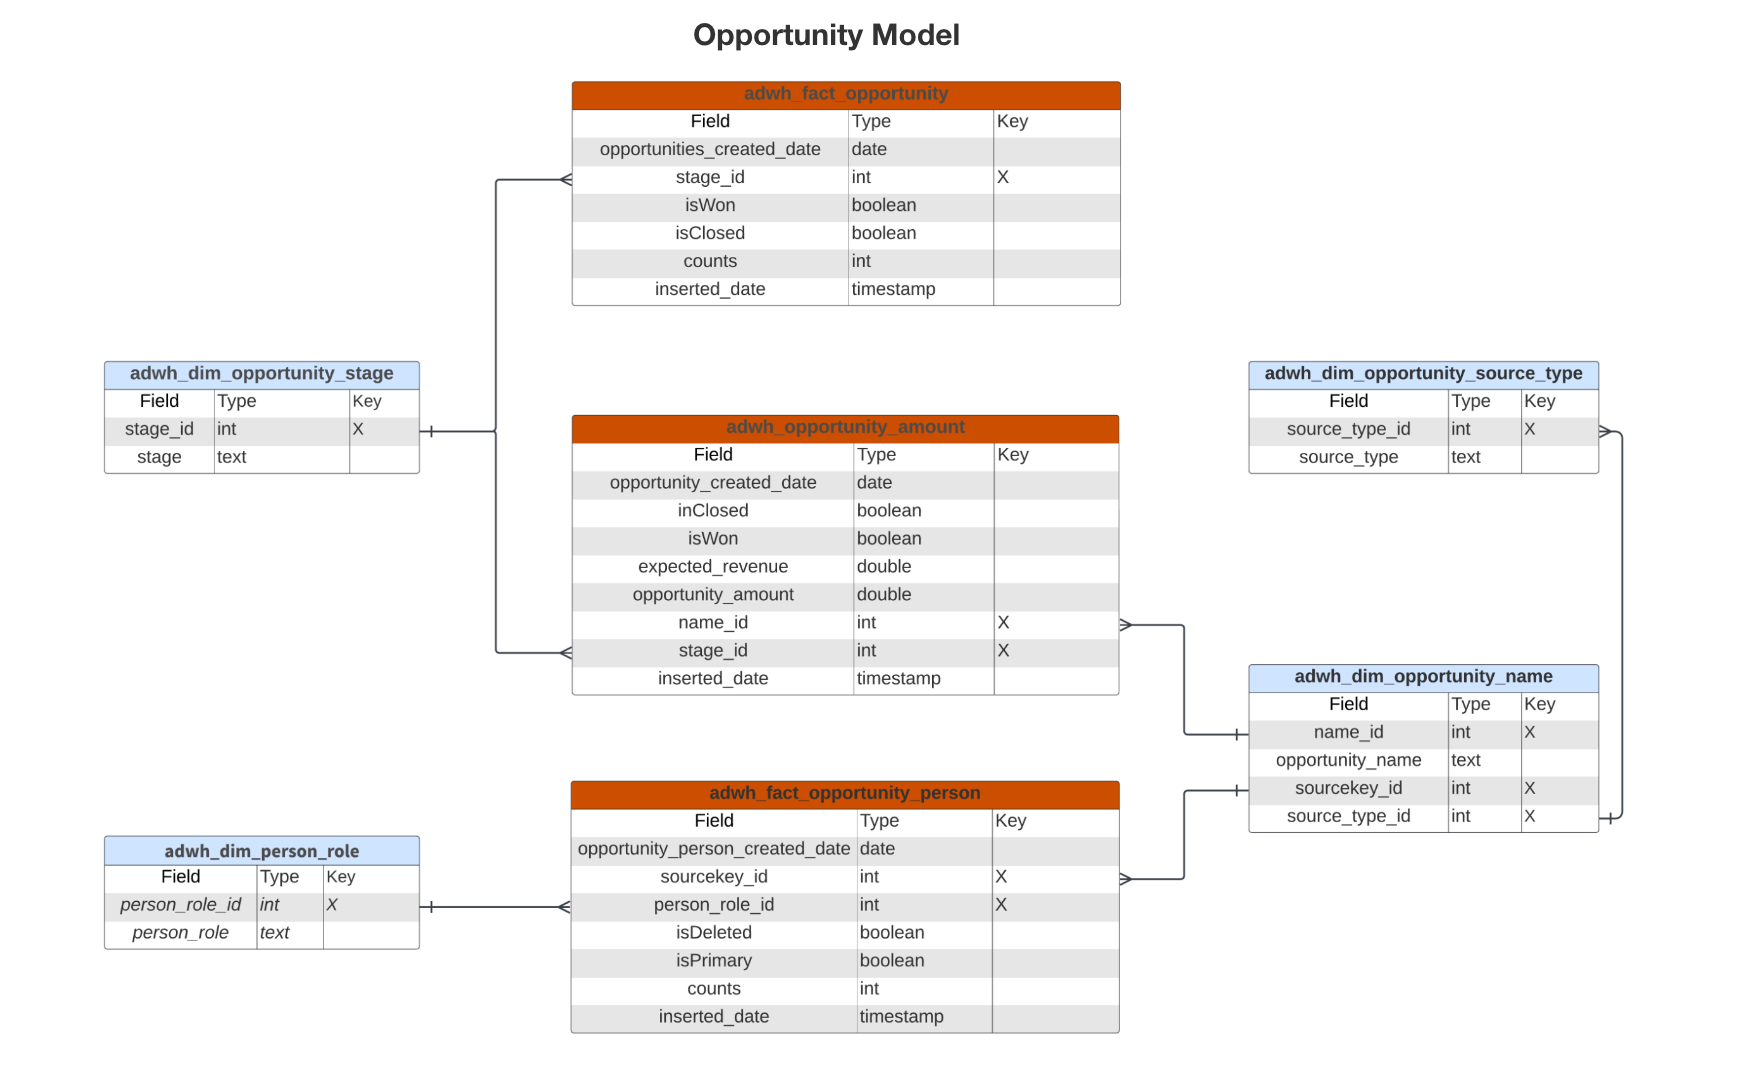 Opportunity Model
adwh_fact_opportunity
Field Type Key
opportunities_created_date date
stage_id int X
isWon boolean
isClosed boolean
counts int
inserted_date timestamp
adwh_dim_opportunity_stage
Field Type Key
stage_id int X
stage text
adwh_opportunity_amount
Field Type Key
opportunity_created_date date
inClosed boolean
isWon boolean
expected_revenue double
opportunity_amount double
name_id int X
stage_id int X
inserted_date timestamp
adwh_dim_opportunity_source_type
Field Type Key
source_type_id int X
source_type text
adwh_dim_opportunity_name
Field Type Key
name_id int X
opportunity_name text
sourcekey_id int X
source_type_id int X
adwh_dim_person_role
Field Type Key
person_role_id int X
person_role text
adwh_fact_opportunity_person
Field Type Key
opportunity_person_created_date date
sourcekey_id int X
person_role_id int X
isDeleted boolean
isPrimary boolean
counts int
inserted_date timestamp